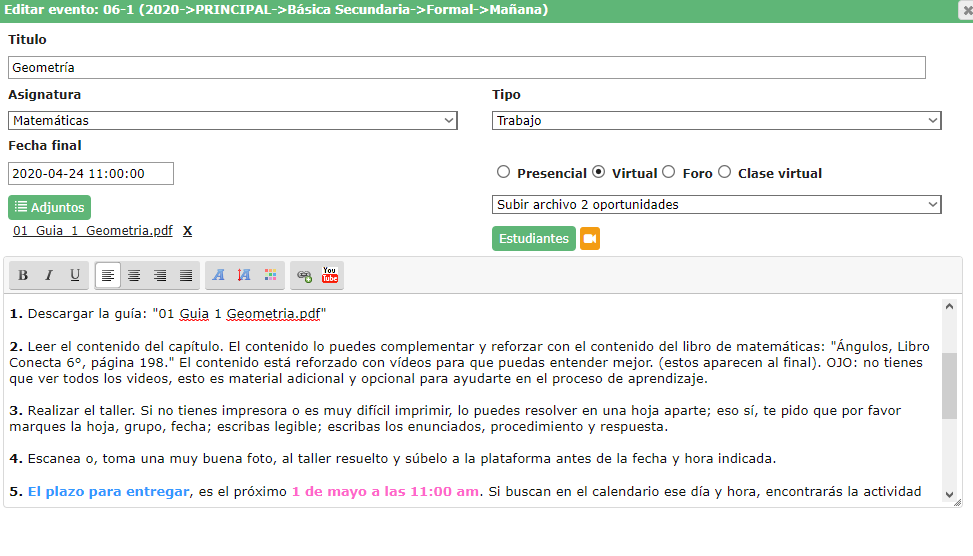 Editar evento: 06-1 (2020->PRINCIPAL->Básica Secundaria->Formal->Mañana)
Titulo
Geometría
Asignatura
Tipo
Matemáticas
Trabajo
Fecha final
2020-04-24 11:00:00
Presencial Virtual Foro Clase virtual
Adjuntos
Subir archivo 2 oportunidades
01 Guia 1 Geometria.pdf X
Estudiantes
B I U A A You Tube
1. Descargar la guía: "01 Guia 1 Geometria.pdf"
2. Leer el contenido del capítulo. El contenido lo puedes complementar y reforzar con el contenido del libro de matemáticas: "Ángulos, Libro
Conecta 6°, página 198." El contenido está reforzado con vídeos para que puedas entender mejor. (estos aparecen al final). OJO: no tienes
que ver todos los videos, esto es material adicional y opcional para ayudarte en el proceso de aprendizaje.
3. Realizar el taller. Si no tienes impresora o es muy difícil imprimir, lo puedes resolver en una hoja aparte; eso sí, te pido que por favor
marques la hoja, grupo, fecha; escribas legible; escribas los enunciados, procedimiento y respuesta.
4. Escanea o, toma una muy buena foto, al taller resuelto y súbelo a la plataforma antes de la fecha y hora indicada.
5. El plazo para entregar, es el próximo 1 de mayo a las 11:00 am. Si buscan en el calendario ese día y hora, encontrarás la actividad